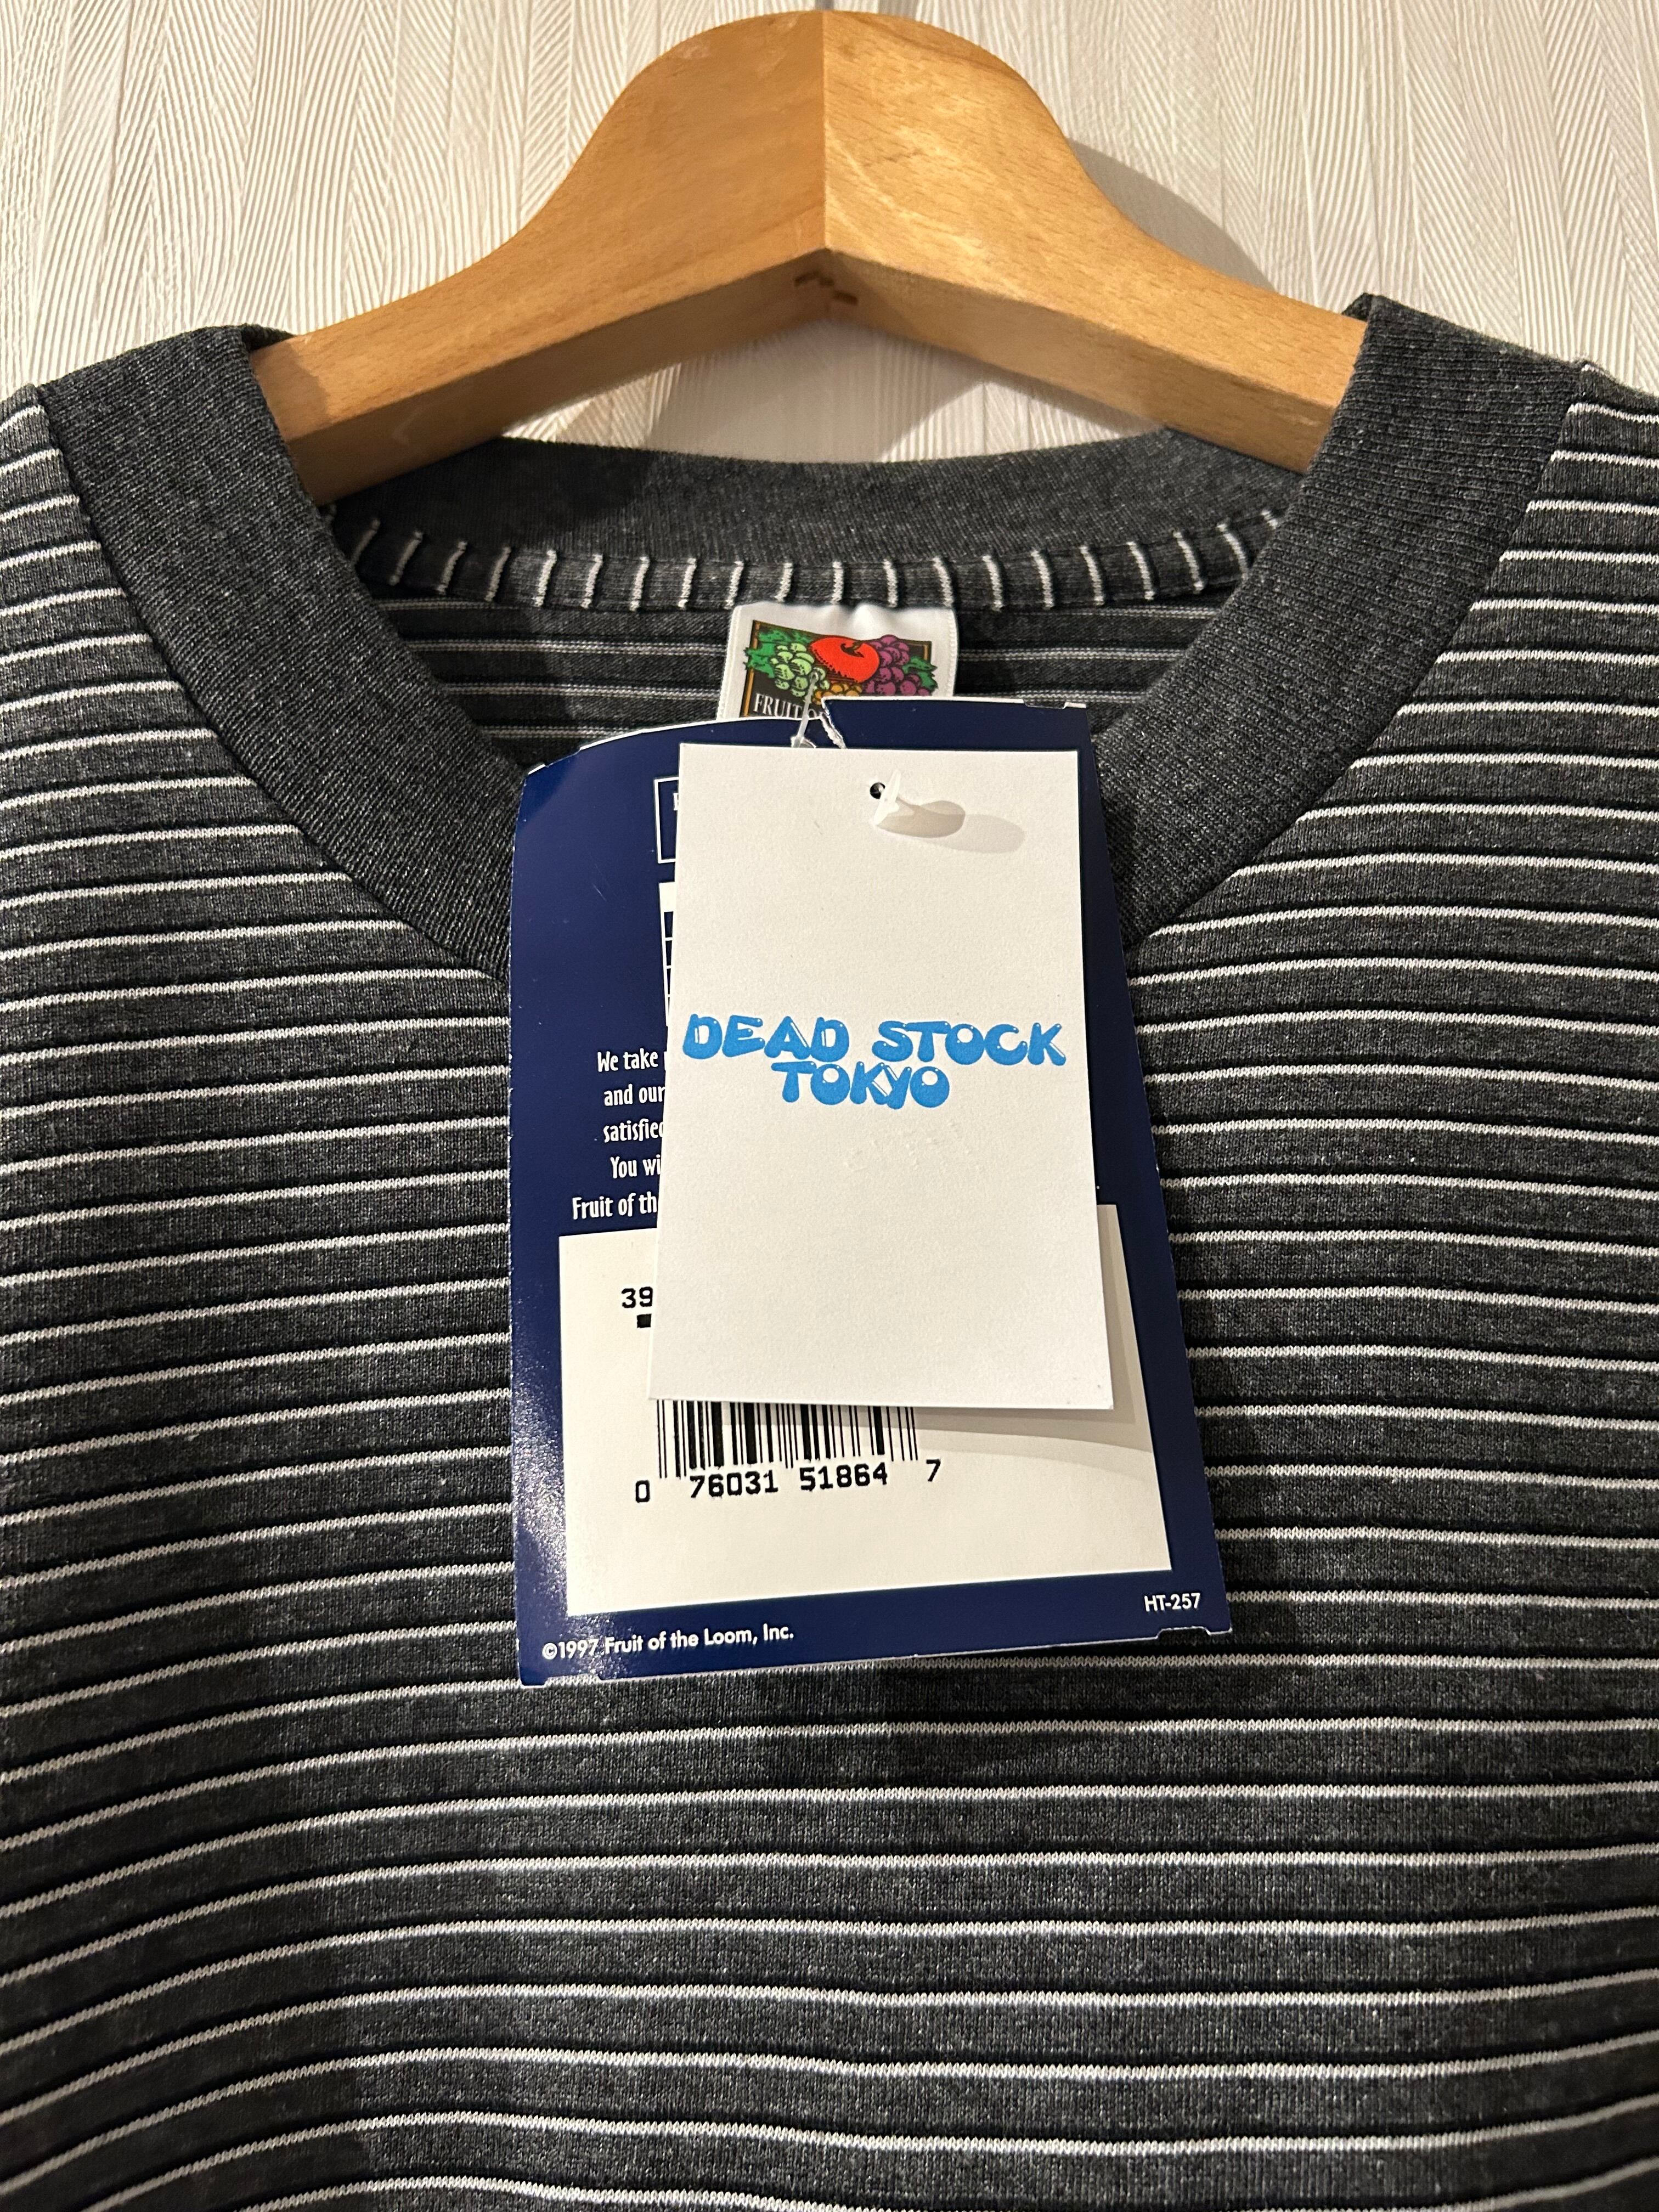 FRUIT O
DEAD STOCK
TOKYO
We take
and our
satisfied
You wi
Fruit of th
39
0 76031 51864 7
HT-257
©1997 Fruit of the Loom, Inc.